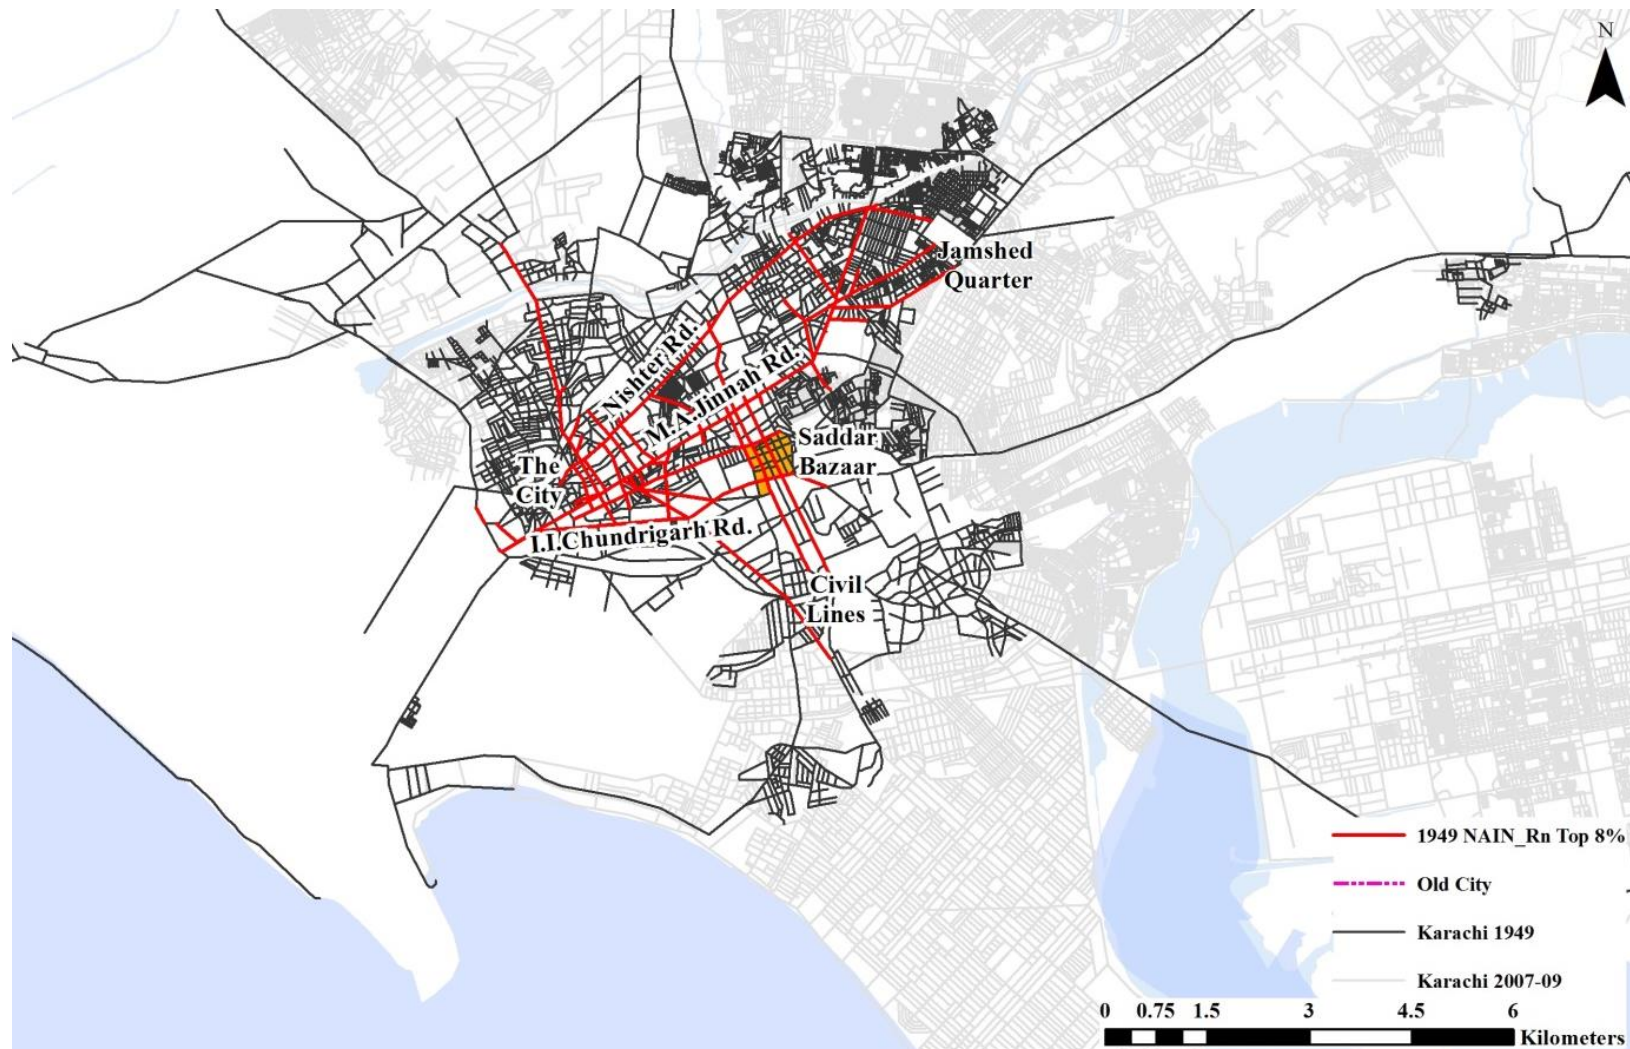 N
Jamshed
Quarter
Nishter Rd.
M.A.Jinnah Rd.
Saddar
Bazaar
The
City
I.I.Chundrigarh Rd.
Civil
Lines
1949 NAIN_Rn Top 8%
Old City
Karachi 1949
Karachi 2007-09
0 0.75 1.5 3 4.5 6
Kilometers